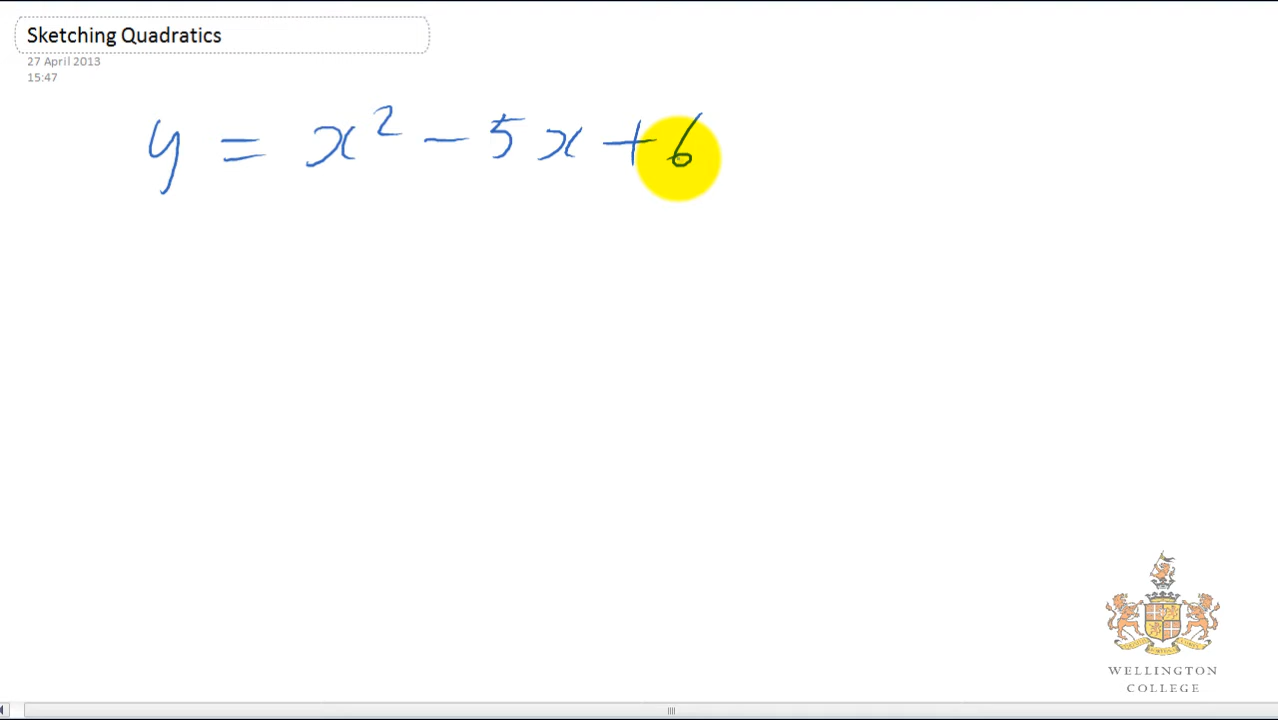 Sketching Quadratics
27 April 2013
15:47
y = x² - 5x + 6
WELLINGTON
COLLEGE